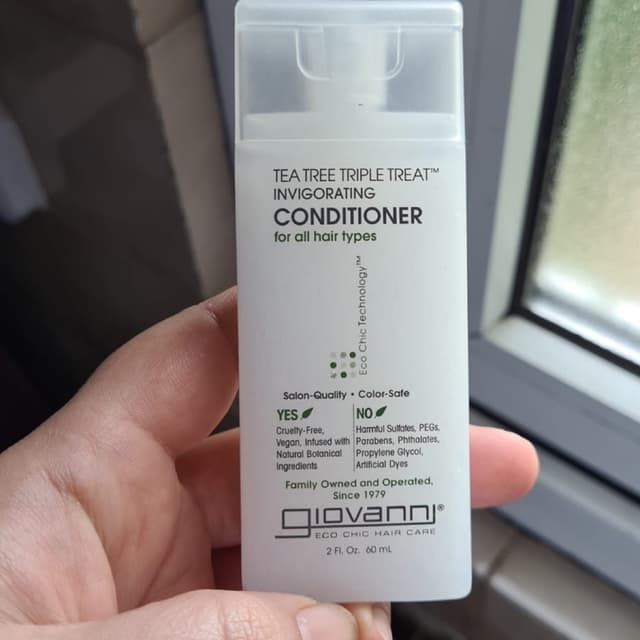 TEA TREE TRIPLE TREAT™
INVIGORATING
CONDITIONER
for all hair types
Eco Chic Technology™
Salon-Quality • Color-Safe
YES
Cruelty-Free,
Vegan, Infused with
Natural Botanical
Ingredients
NO
Harmful Sulfates, PEGs,
Parabens, Phthalates,
Propylene Glycol,
Artificial Dyes
Family Owned and Operated,
Since 1979
giovanni®
ECO CHIC HAIR CARE
2 Fl. Oz. 60 mL